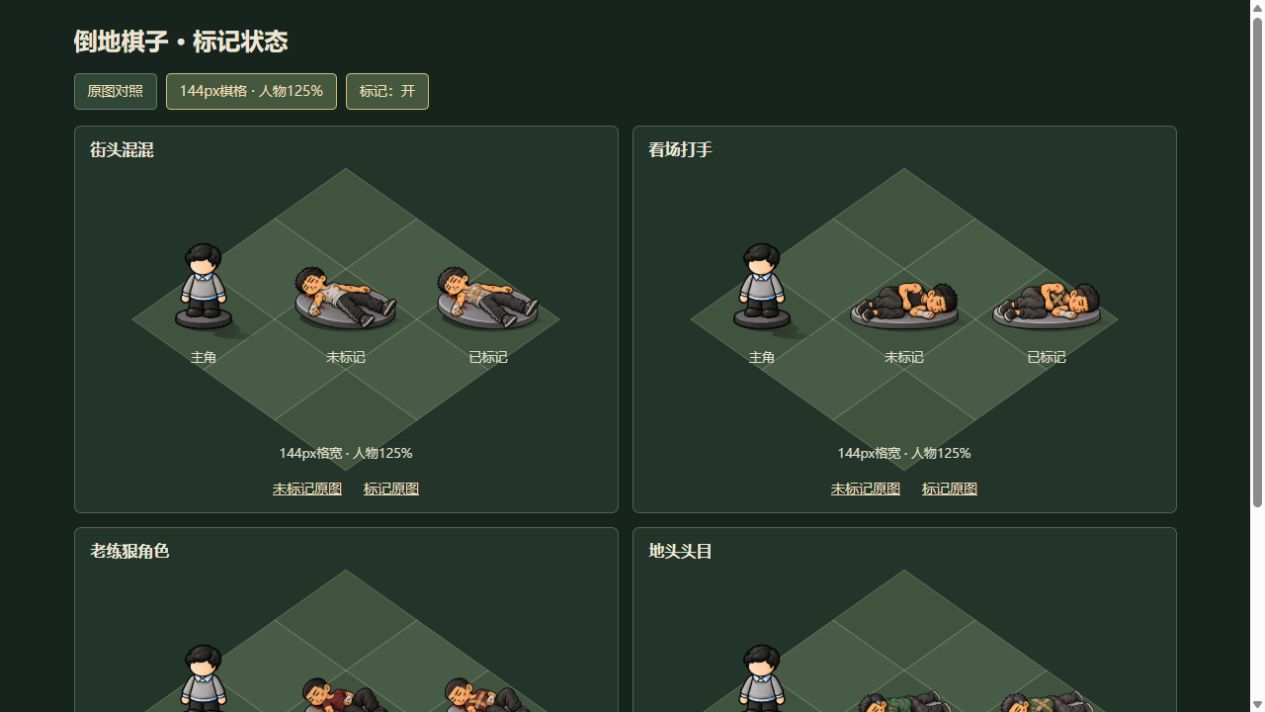 倒地棋子·标记状态
原图对照 144px棋格·人物125% 标记：开
街头混混
主角 未标记 已标记
144px格宽·人物125%
未标记原图 标记原图
看场打手
主角 未标记 已标记
144px格宽·人物125%
未标记原图 标记原图
老练狠角色
地头头目